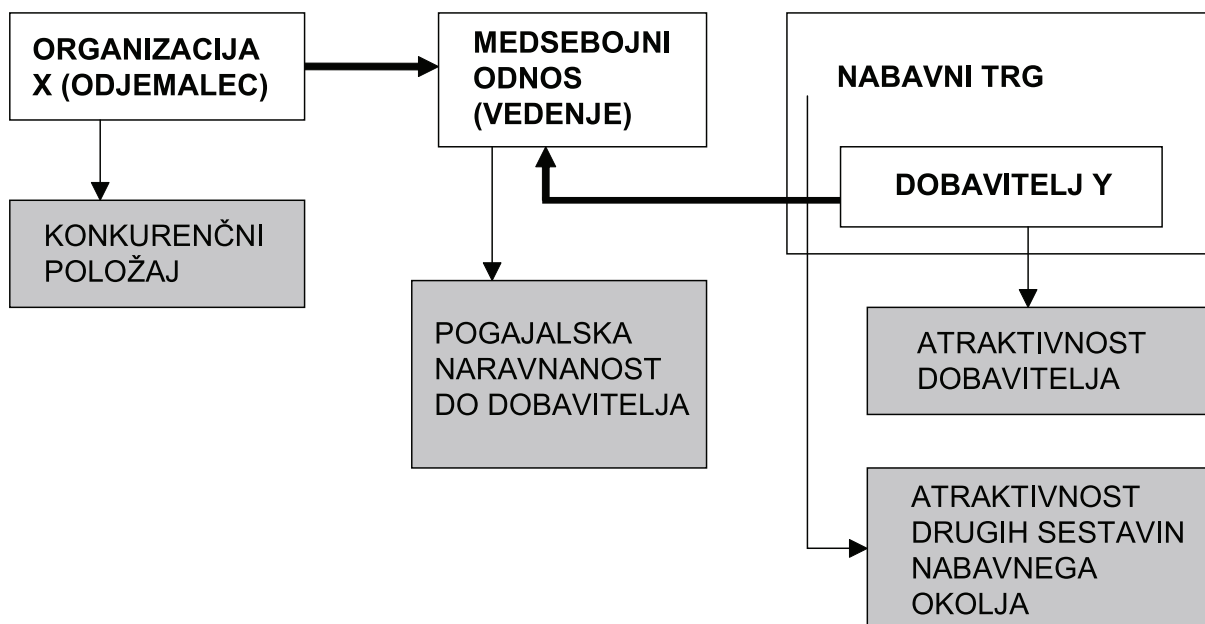 ORGANIZACIJA
X (ODJEMALEC)
MEDSEBOJNI
ODNOS
(VEDENJE)
NABAVNI TRG
DOBAVITELJ Y
KONKURENČNI
POLOŽAJ
POGAJALSKA
NARAVNANOST
DO DOBAVITELJA
ATRAKTIVNOST
DOBAVITELJA
ATRAKTIVNOST
DRUGIH SESTAVIN
NABAVNEGA
OKOLJA